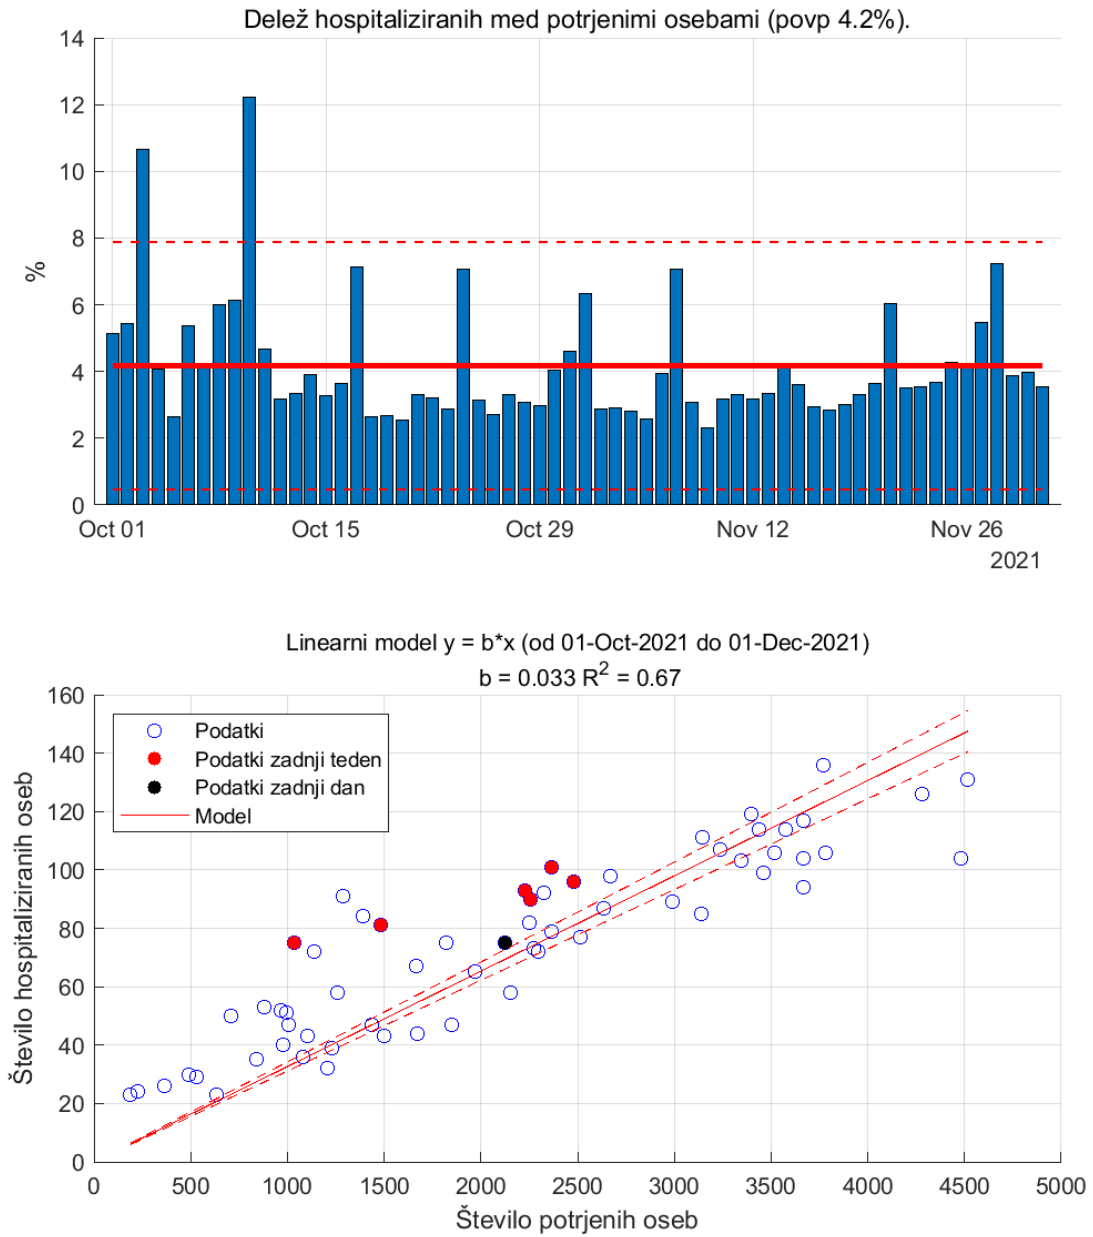 Delež hospitaliziranih med potrjenimi osebami (povp 4.2%).
14
12
10
8
6
4
2
0
%
Oct 01 Oct 15 Oct 29 Nov 12 Nov 26
2021
Linearni model y = b*x (od 01-Oct-2021 do 01-Dec-2021)
b = 0.033 R² = 0.67
160
140
120
100
80
60
40
20
0
Število hospitaliziranih oseb
Podatki
Podatki zadnji teden
Podatki zadnji dan
Model
0 500 1000 1500 2000 2500 3000 3500 4000 4500 5000
Število potrjenih oseb